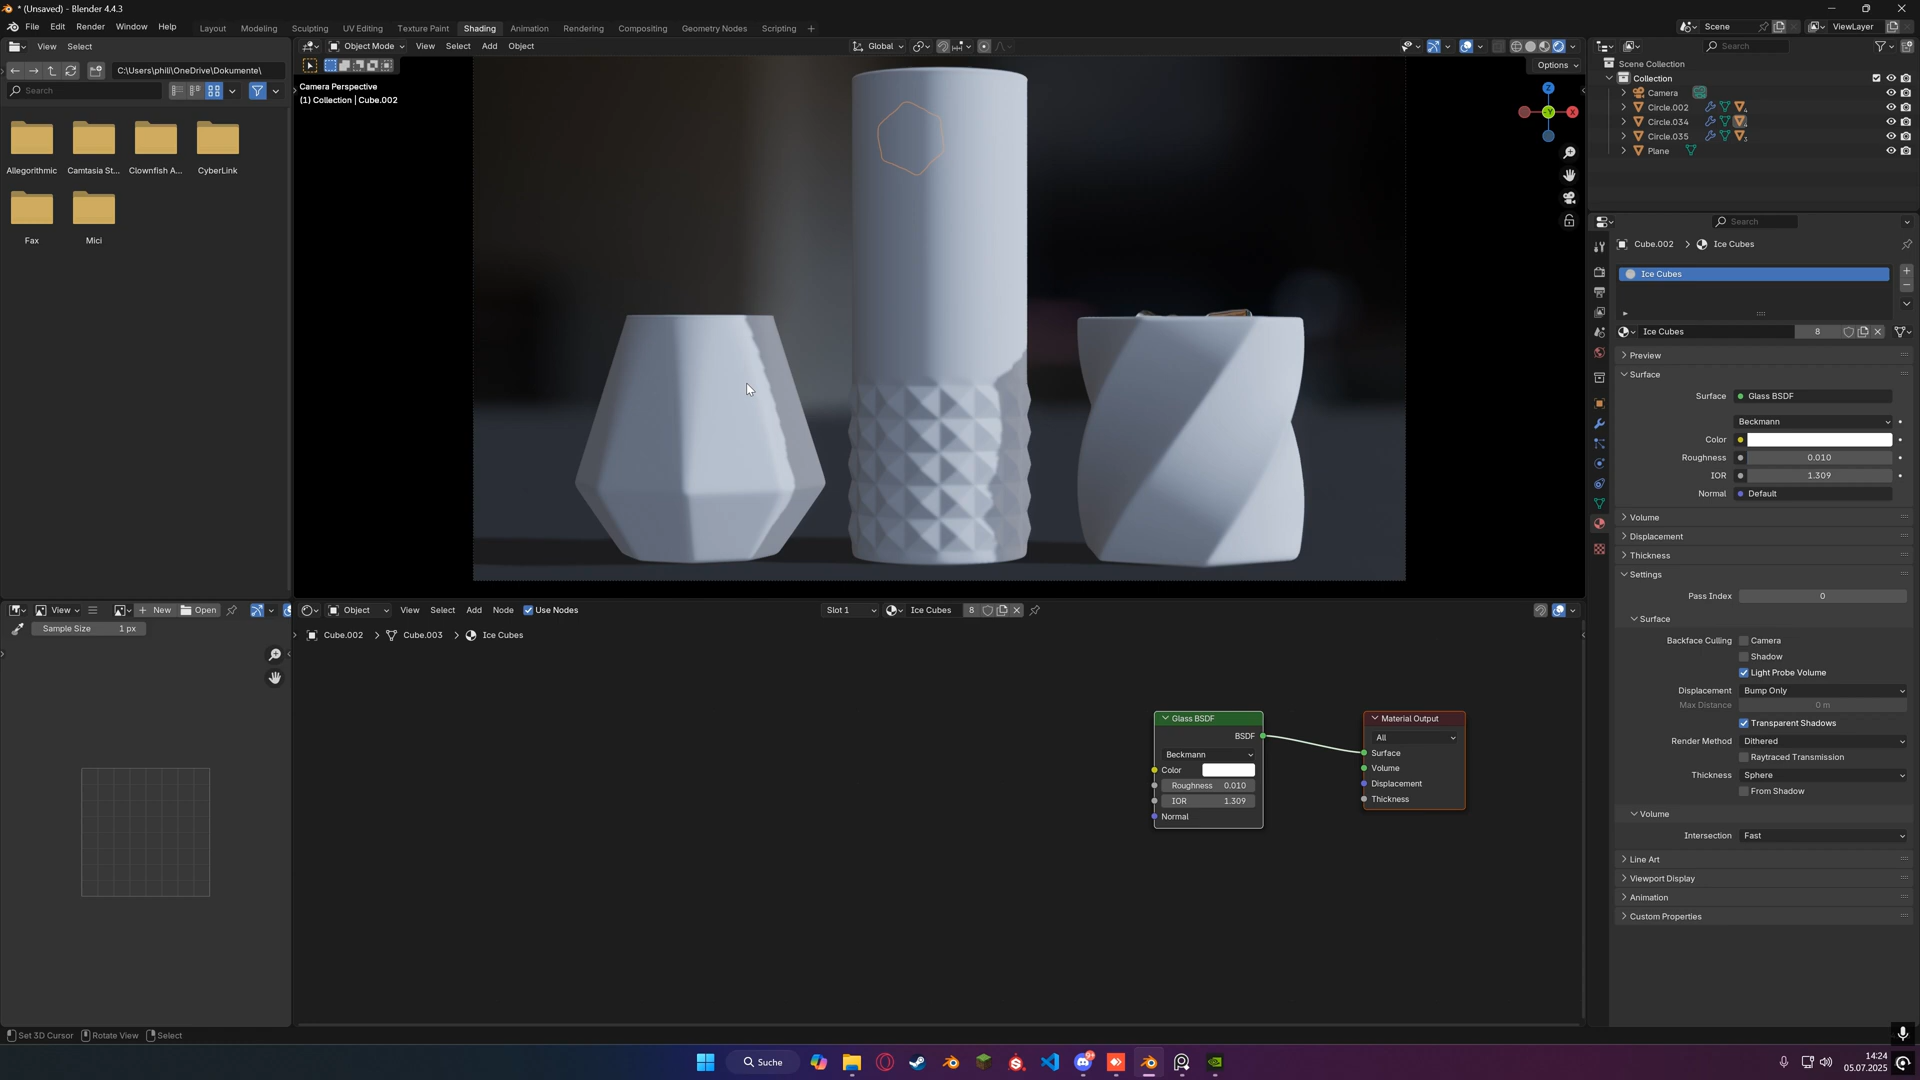 * (Unsaved) - Blender 4.4.3
File Edit Render Window Help
Layout Modeling Sculpting UV Editing Texture Paint Shading Animation Rendering Compositing Geometry Nodes Scripting +
Scene
ViewLayer
View Select
Object Mode View Select Add Object
Global
Search
C:\Users\phili\OneDrive\Dokumente\
Search
Allegorithmic
Camtasia St...
Clownfish A...
CyberLink
Fax
Mici
Options
Camera Perspective
(1) Collection | Cube.002
Z
X
Y
Scene Collection
Collection
Camera
Circle.002
Circle.034
Circle.035
Plane
Search
Cube.002 > Ice Cubes
Ice Cubes
Ice Cubes 8
Preview
Surface
Surface Glass BSDF
Beckmann
Color
Roughness 0.010
IOR 1.309
Normal Default
Volume
Displacement
Thickness
Settings
Pass Index 0
Surface
Backface Culling Camera
Shadow
Light Probe Volume
Displacement Bump Only
Max Distance 0 m
Transparent Shadows
Render Method Dithered
Raytraced Transmission
Thickness Sphere
From Shadow
Volume
Intersection Fast
Line Art
Viewport Display
Animation
Custom Properties
View New Open
Sample Size 1 px
Object View Select Add Node Use Nodes
Slot 1 Ice Cubes 8
Cube.002 > Cube.003 > Ice Cubes
Glass BSDF
BSDF
Beckmann
Color
Roughness 0.010
IOR 1.309
Normal
Material Output
All
Surface
Volume
Displacement
Thickness
Set 3D Cursor Rotate View Select
Suche
14:24
05.07.2025